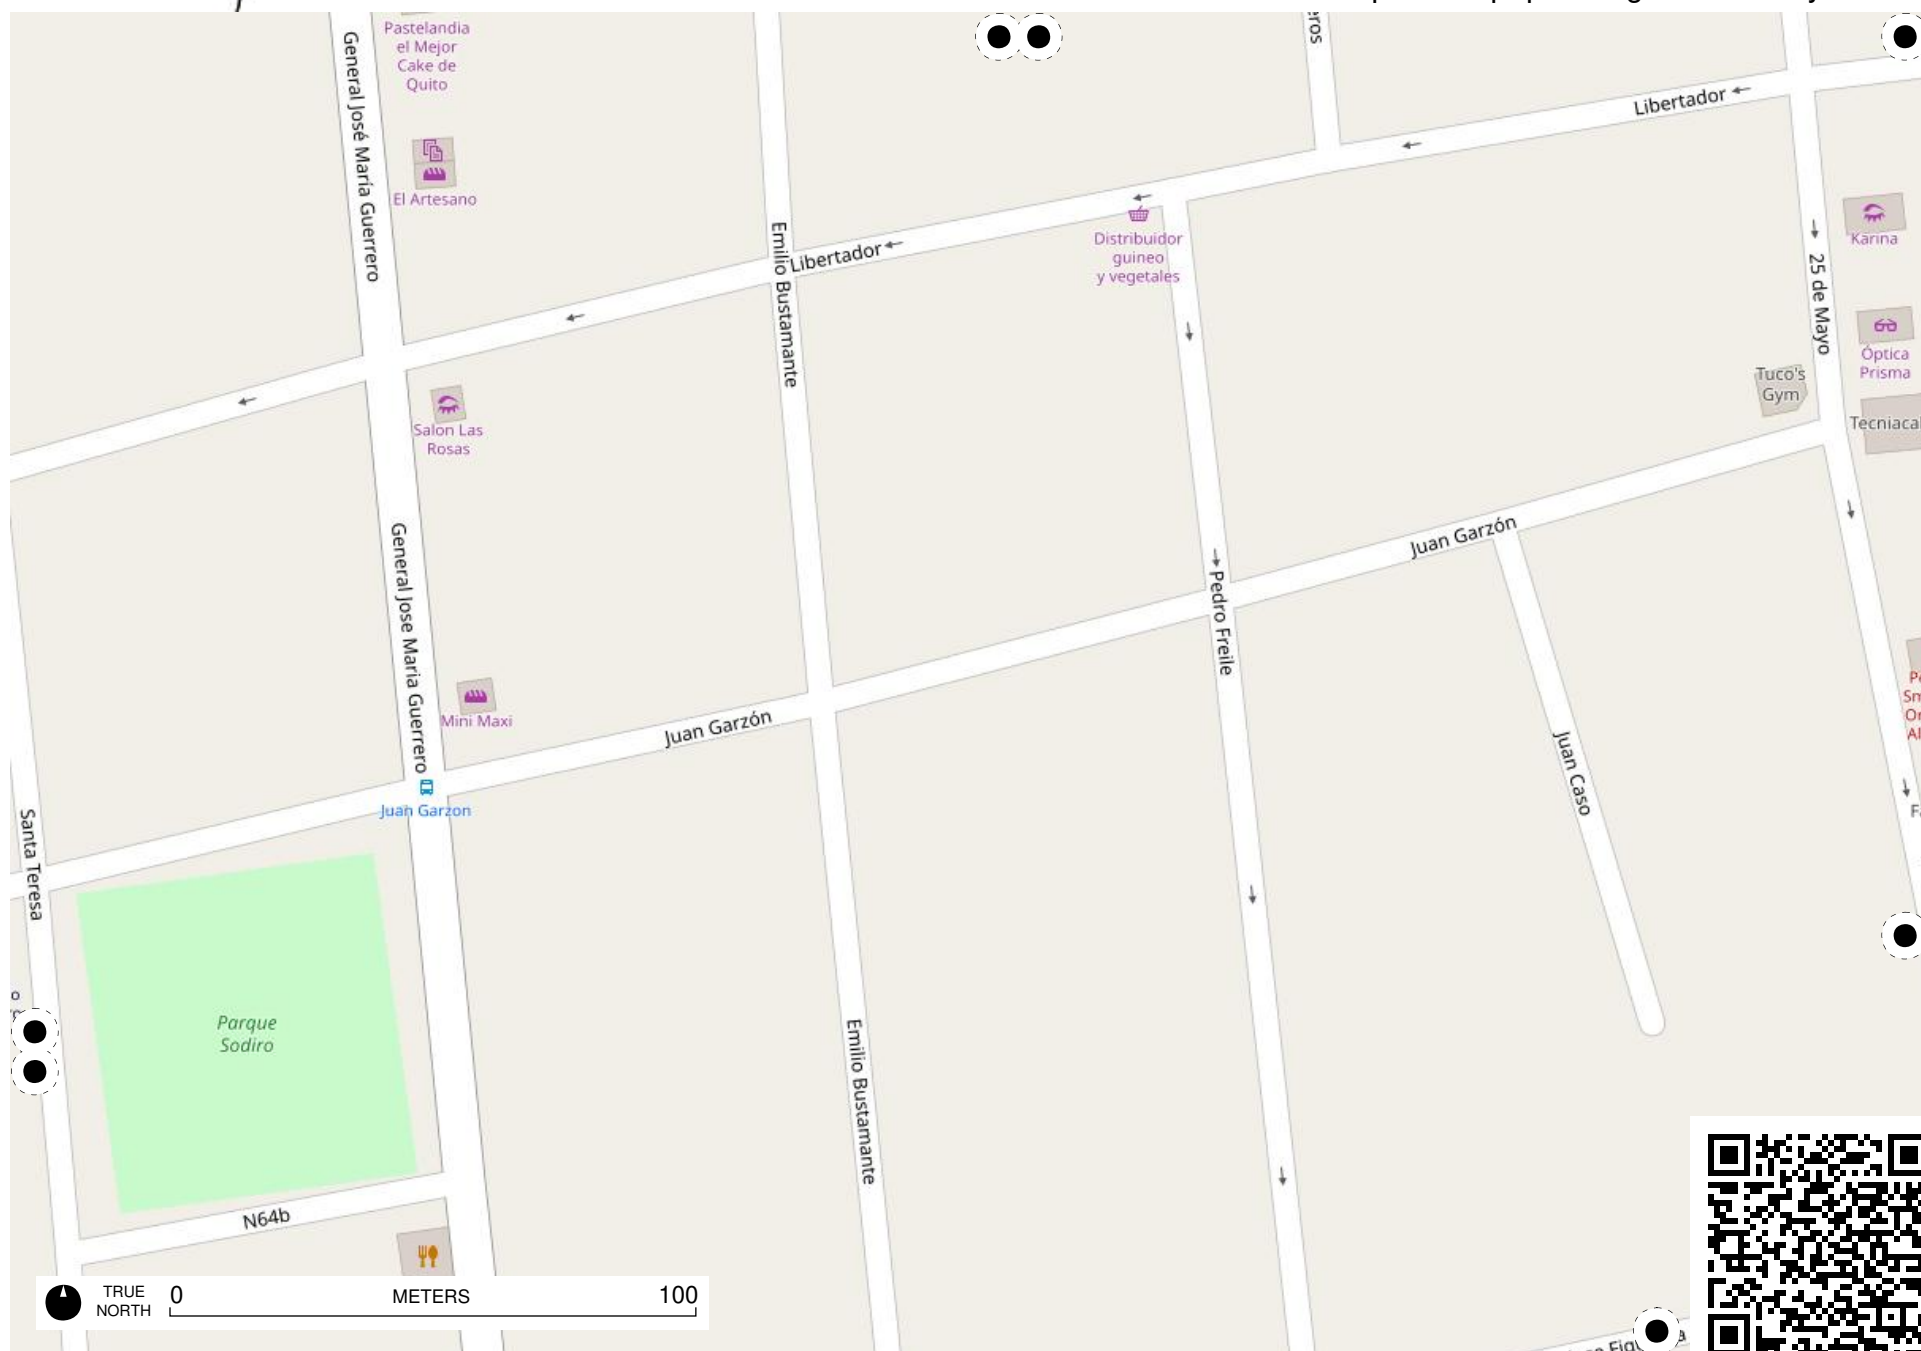 General José María Guerrero
Pastelandia
el Mejor
Cake de
Quito
El Artesano
Emilio Bustamante
Libertador
Libertador
Distribuidor
guineo
y vegetales
Karina
25 de Mayo
Óptica
Prisma
Tuco's
Gym
Salon Las
Rosas
General Jose Maria Guerrero
Juan Garzón
Pedro Freile
Mini Maxi
Juan Garzón
Juan Caso
Juan Garzon
Santa Teresa
Parque
Sodiro
Emilio Bustamante
N64b
TRUE
NORTH
0 METERS 100